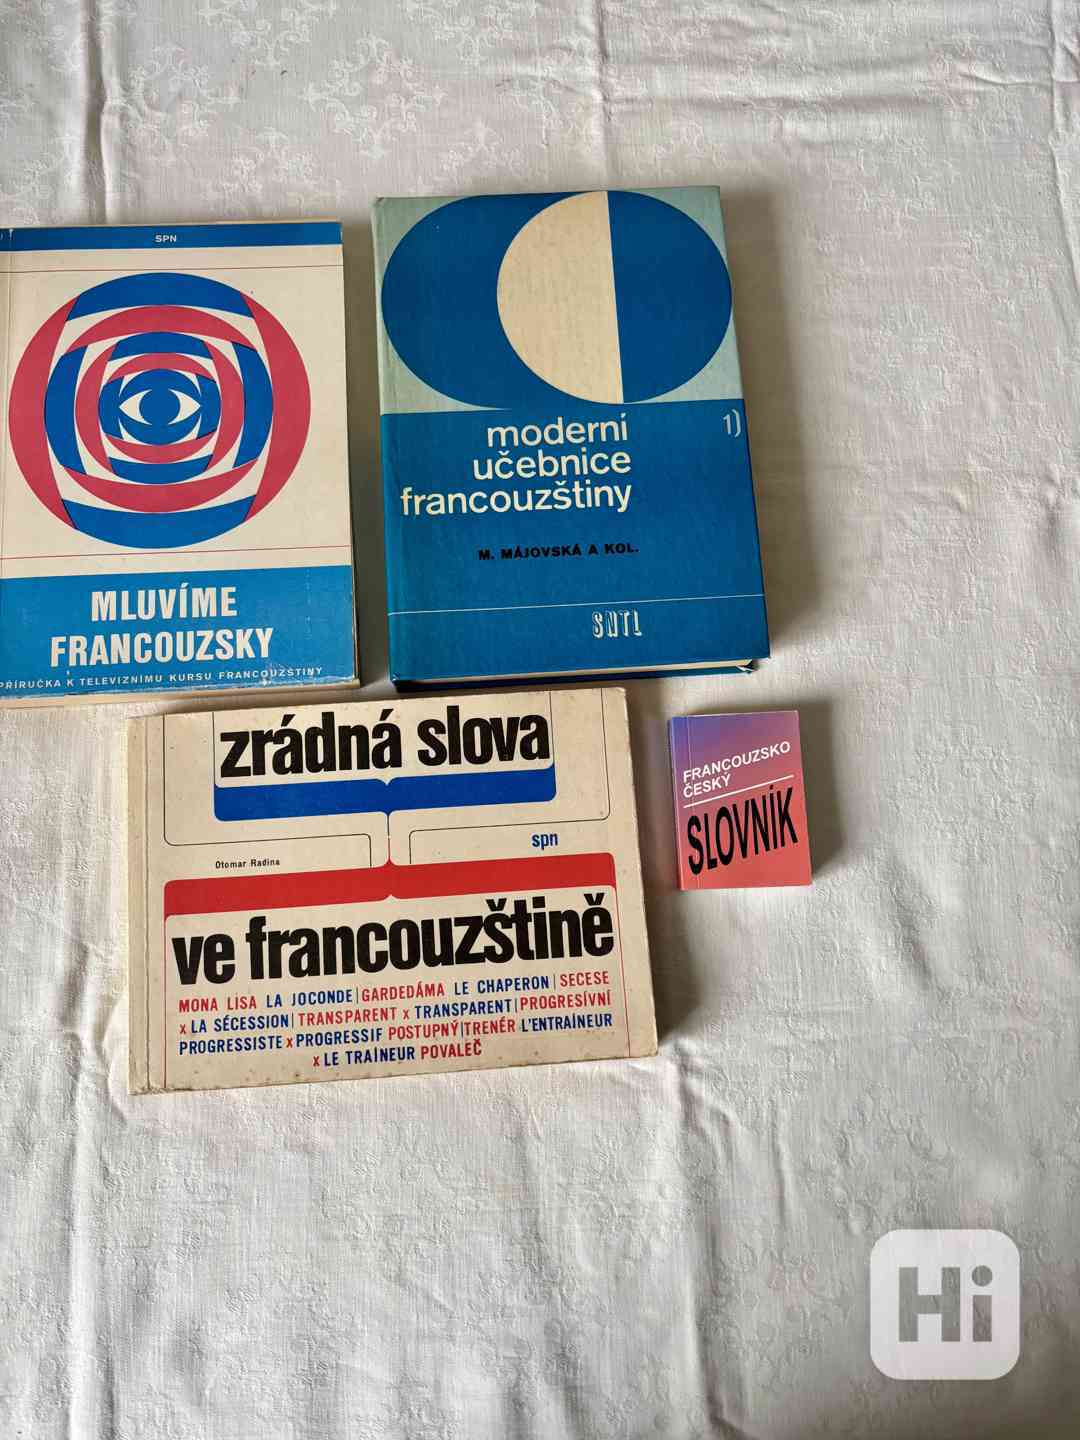 SPN
MLUVÍME
FRANCOUZSKY
PŘÍRUČKA K TELEVIZNÍMU KURSU FRANCOUZŠTINY
moderní
učebnice
francouzštiny
1)
M. MÁJOVSKÁ A KOL.
SNTL
zrádná slova
spn
Otomar Radina
ve francouzštině
MONA LISA LA JOCONDE|GARDEDÁMA LE CHAPERON|SECESE
x LA SÉCESSION|TRANSPARENT x TRANSPARENT|PROGRESÍVNÍ
PROGRESSISTE x PROGRESSIF POSTUPNÝ|TRENÉR L'ENTRAÎNEUR
x LE TRAÎNEUR POVALEČ
FRANCOUZSKO
ČESKÝ
SLOVNÍK
Hi